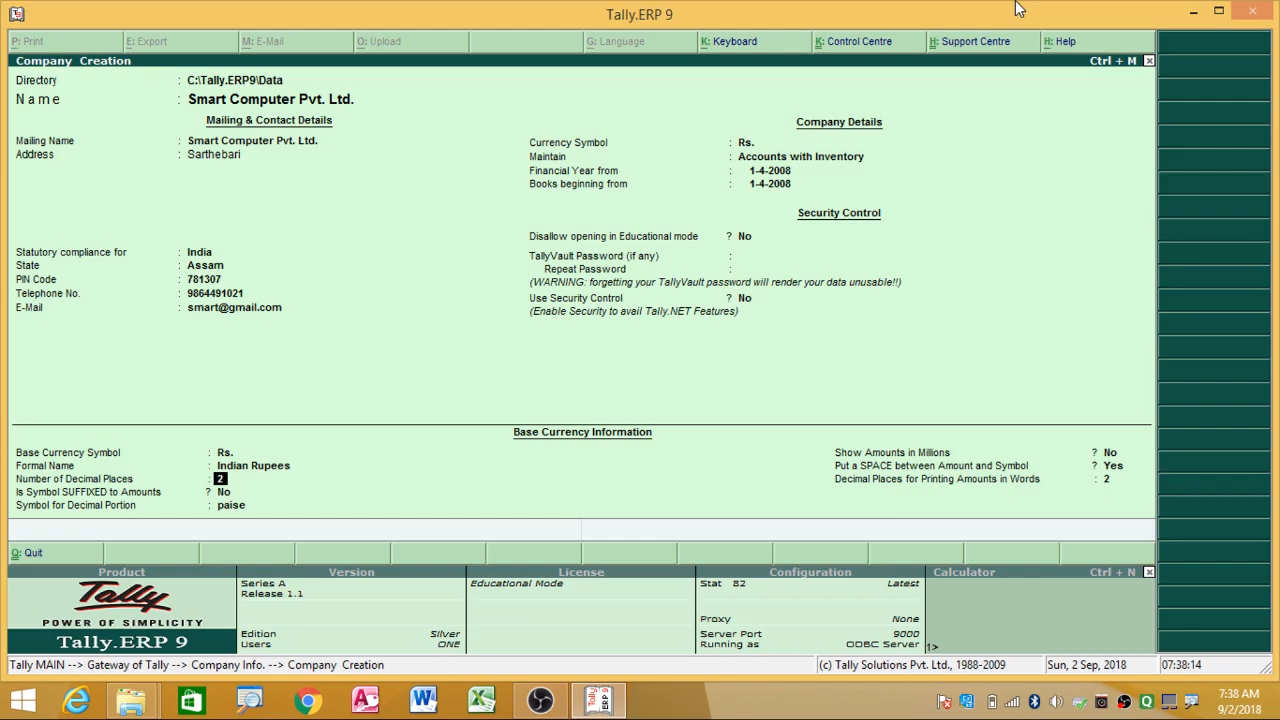 Tally.ERP 9
P: Print E: Export M: E-Mail O: Upload G: Language K: Keyboard K: Control Centre H: Support Centre H: Help
Company Creation Ctrl + M
Directory : C:\Tally.ERP9\Data
Name : Smart Computer Pvt. Ltd.
Mailing & Contact Details
Mailing Name : Smart Computer Pvt. Ltd.
Address : Sarthebari
Statutory compliance for : India
State : Assam
PIN Code : 781307
Telephone No. : 9864491021
E-Mail : smart@gmail.com
Company Details
Currency Symbol : Rs.
Maintain : Accounts with Inventory
Financial Year from : 1-4-2008
Books beginning from : 1-4-2008
Security Control
Disallow opening in Educational mode ? No
TallyVault Password (if any) :
Repeat Password :
(WARNING: forgetting your TallyVault password will render your data unusable!!)
Use Security Control ? No
(Enable Security to avail Tally.NET Features)
Base Currency Information
Base Currency Symbol : Rs.
Formal Name : Indian Rupees
Number of Decimal Places : 2
Is Symbol SUFFIXED to Amounts ? No
Symbol for Decimal Portion : paise
Show Amounts in Millions ? No
Put a SPACE between Amount and Symbol ? Yes
Decimal Places for Printing Amounts in Words : 2
Q: Quit
Product Version License Configuration Calculator Ctrl + N
Tally
POWER OF SIMPLICITY
Tally.ERP 9
Series A
Release 1.1
Edition Silver
Users ONE
Educational Mode
Stat 82 Latest
Proxy None
Server Port 9000
Running as ODBC Server
1>
Tally MAIN --> Gateway of Tally --> Company Info. --> Company Creation (c) Tally Solutions Pvt. Ltd., 1988-2009 Sun, 2 Sep, 2018 07:38:14
7:38 AM
9/2/2018